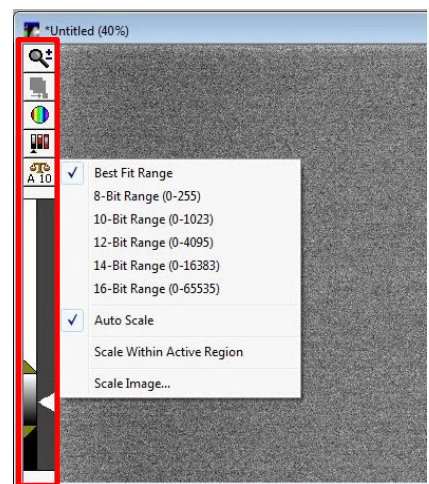 *Untitled (40%)
A 10
Best Fit Range
8-Bit Range (0-255)
10-Bit Range (0-1023)
12-Bit Range (0-4095)
14-Bit Range (0-16383)
16-Bit Range (0-65535)
Auto Scale
Scale Within Active Region
Scale Image...